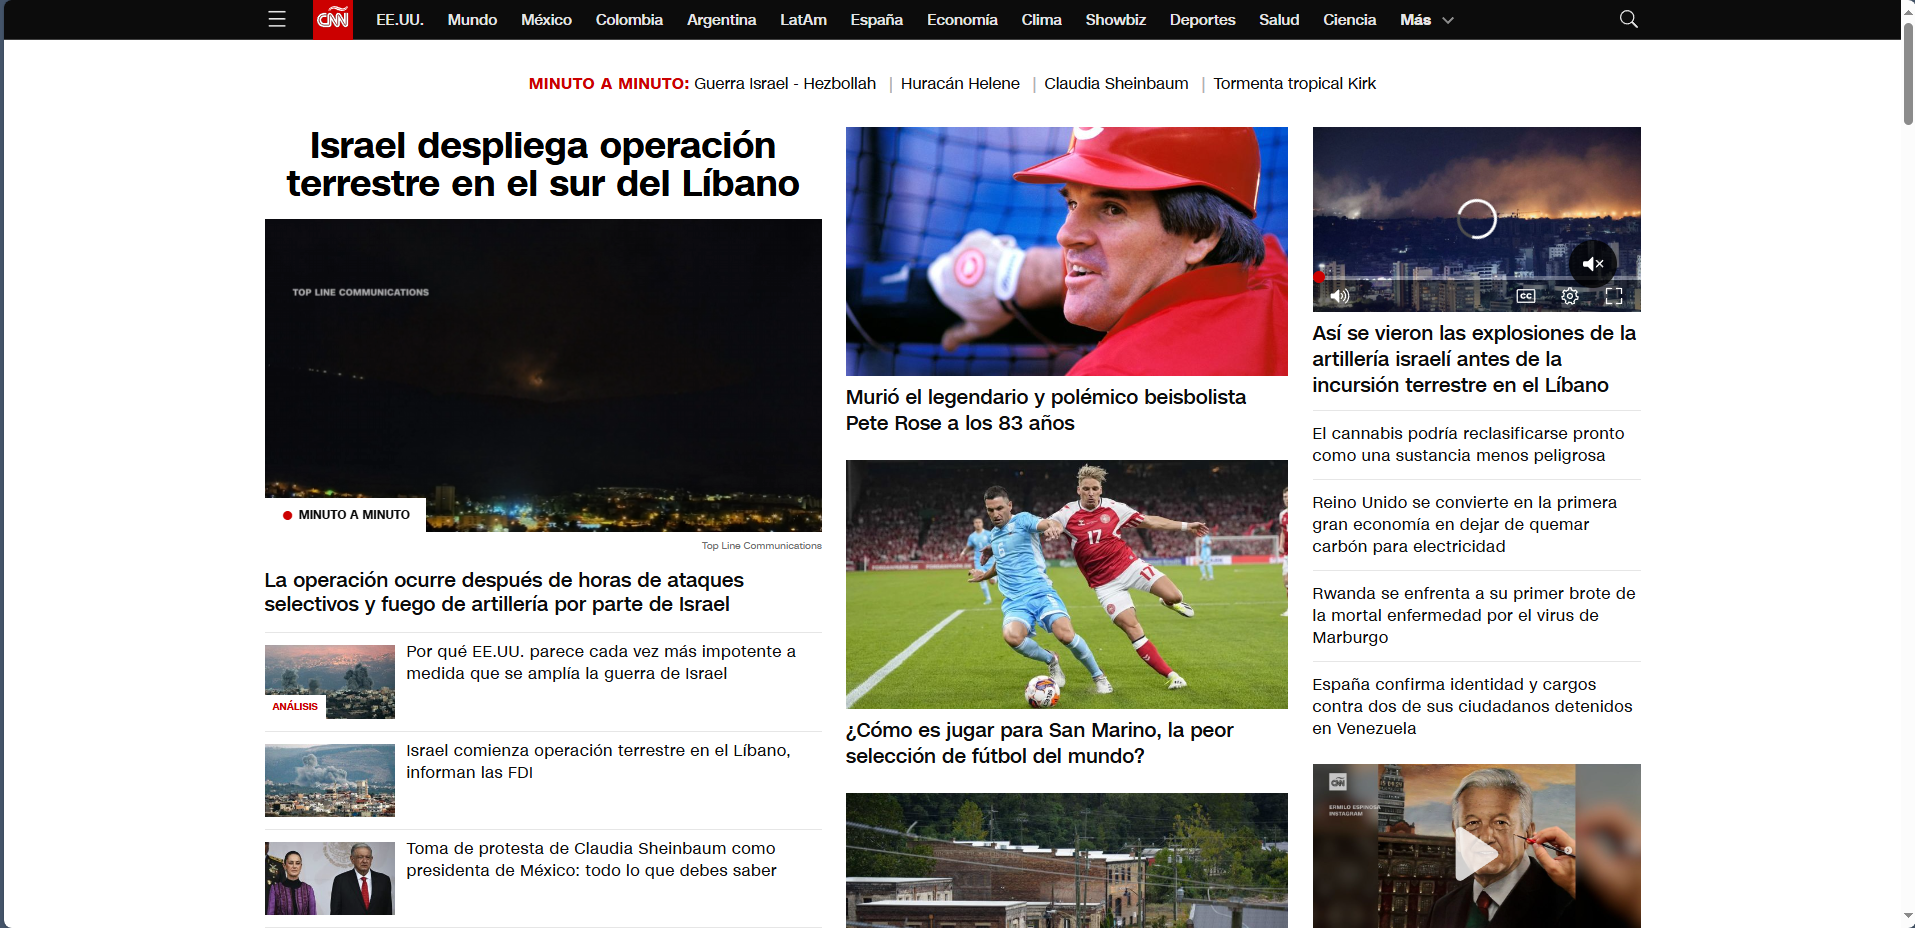 CNN
EE.UU.
Mundo
México
Colombia
Argentina
LatAm
España
Economía
Clima
Showbiz
Deportes
Salud
Ciencia
Más
MINUTO A MINUTO: Guerra Israel - Hezbollah | Huracán Helene | Claudia Sheinbaum | Tormenta tropical Kirk
Israel despliega operación
terrestre en el sur del Líbano
TOP LINE COMMUNICATIONS
MINUTO A MINUTO
Top Line Communications
La operación ocurre después de horas de ataques
selectivos y fuego de artillería por parte de Israel
ANÁLISIS
Por qué EE.UU. parece cada vez más impotente a
medida que se amplía la guerra de Israel
Israel comienza operación terrestre en el Líbano,
informan las FDI
Toma de protesta de Claudia Sheinbaum como
presidenta de México: todo lo que debes saber
Murió el legendario y polémico beisbolista
Pete Rose a los 83 años
6
17
17
¿Cómo es jugar para San Marino, la peor
selección de fútbol del mundo?
CC
Así se vieron las explosiones de la
artillería israelí antes de la
incursión terrestre en el Líbano
El cannabis podría reclasificarse pronto
como una sustancia menos peligrosa
Reino Unido se convierte en la primera
gran economía en dejar de quemar
carbón para electricidad
Rwanda se enfrenta a su primer brote de
la mortal enfermedad por el virus de
Marburgo
España confirma identidad y cargos
contra dos de sus ciudadanos detenidos
en Venezuela
CNN
ERMILO ESPINOSA
INSTAGRAM